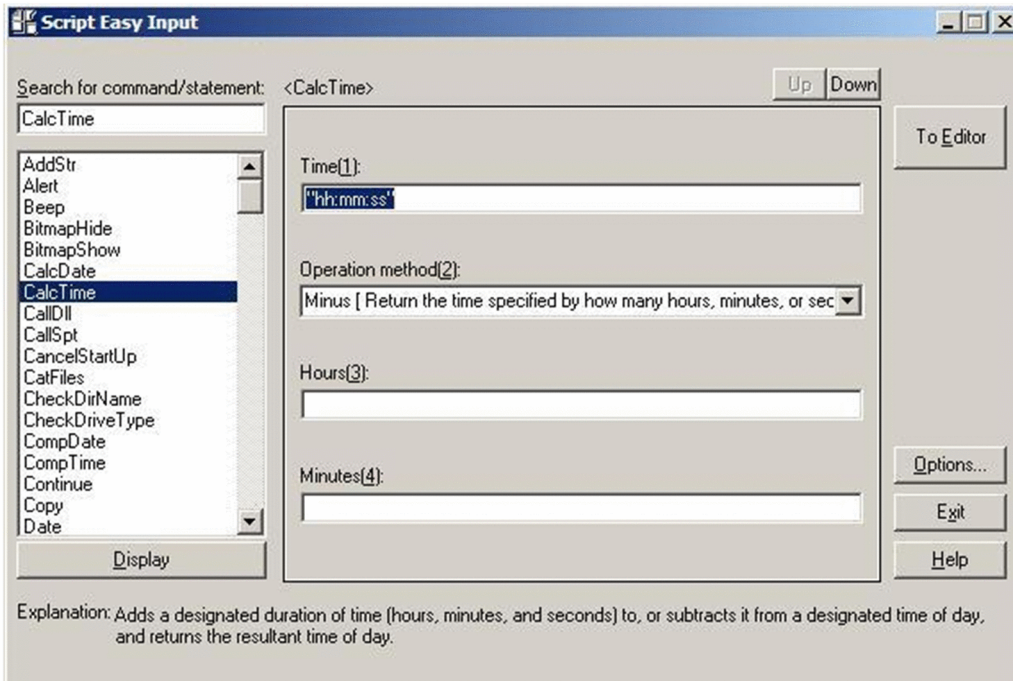 Script Easy Input
Search for command/statement:
CalcTime
AddStr
Alert
Beep
BitmapHide
BitmapShow
CalcDate
CalcTime
CallDll
CallSpt
CancelStartUp
CatFiles
CheckDirName
CheckDriveType
CompDate
CompTime
Continue
Copy
Date
Display
<CalcTime>
Up
Down
Time(1):
"hh:mm:ss"
Operation method(2):
Minus [ Return the time specified by how many hours, minutes, or sec
Hours(3):
Minutes(4):
To Editor
Options...
Exit
Help
Explanation: Adds a designated duration of time (hours, minutes, and seconds) to, or subtracts it from a designated time of day,
and returns the resultant time of day.